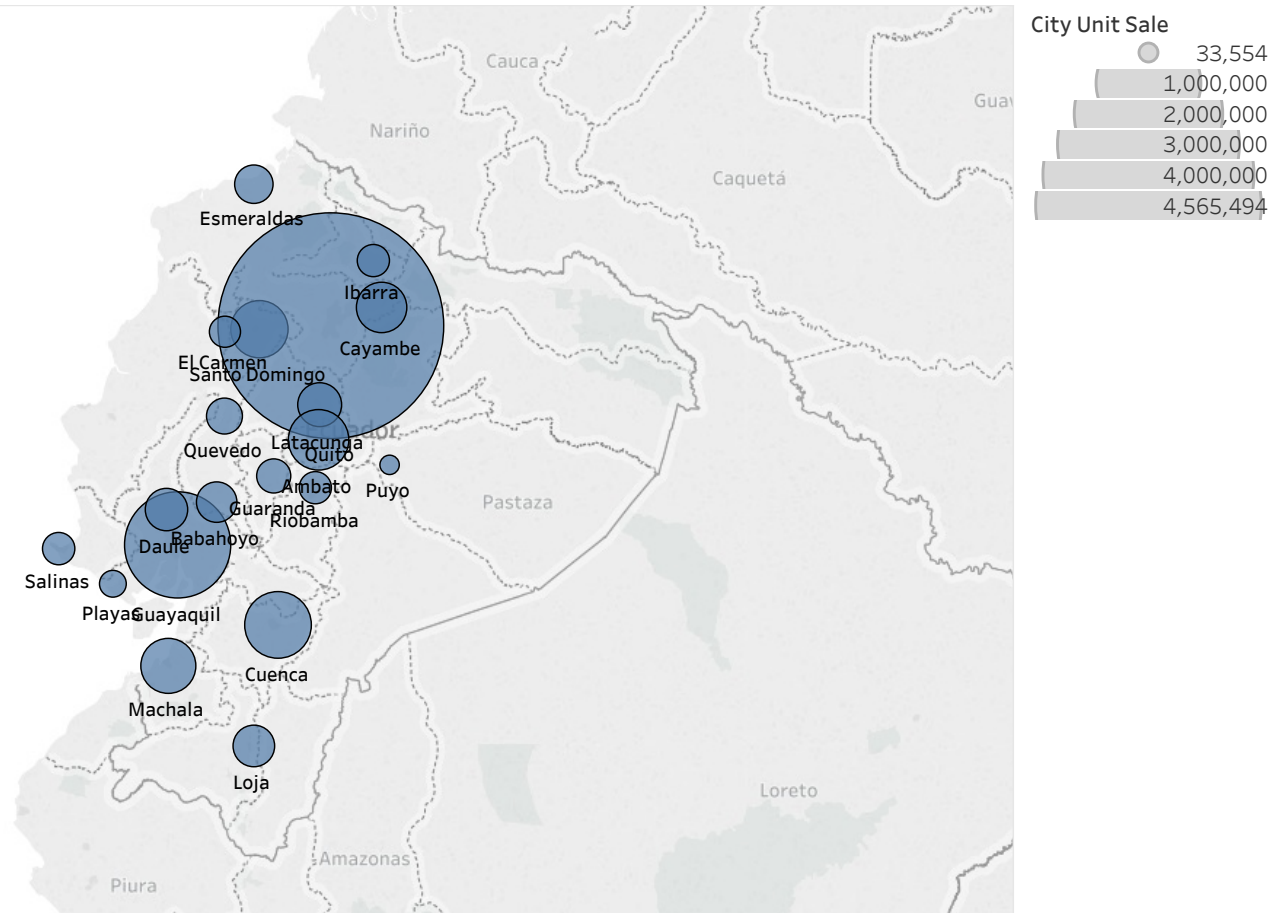 City Unit Sale
33,554
1,000,000
2,000,000
3,000,000
4,000,000
4,565,494
Cauca
Nariño
Caquetá
Esmeraldas
Ibarra
Cayambe
El Carmen
Santo Domingo
Ecuador
Latacunga
Quevedo
Quito
Ambato
Puyo
Pastaza
Guaranda
Riobamba
Babahoyo
Daule
Salinas
Playas
Guayaquil
Cuenca
Machala
Loja
Loreto
Amazonas
Piura